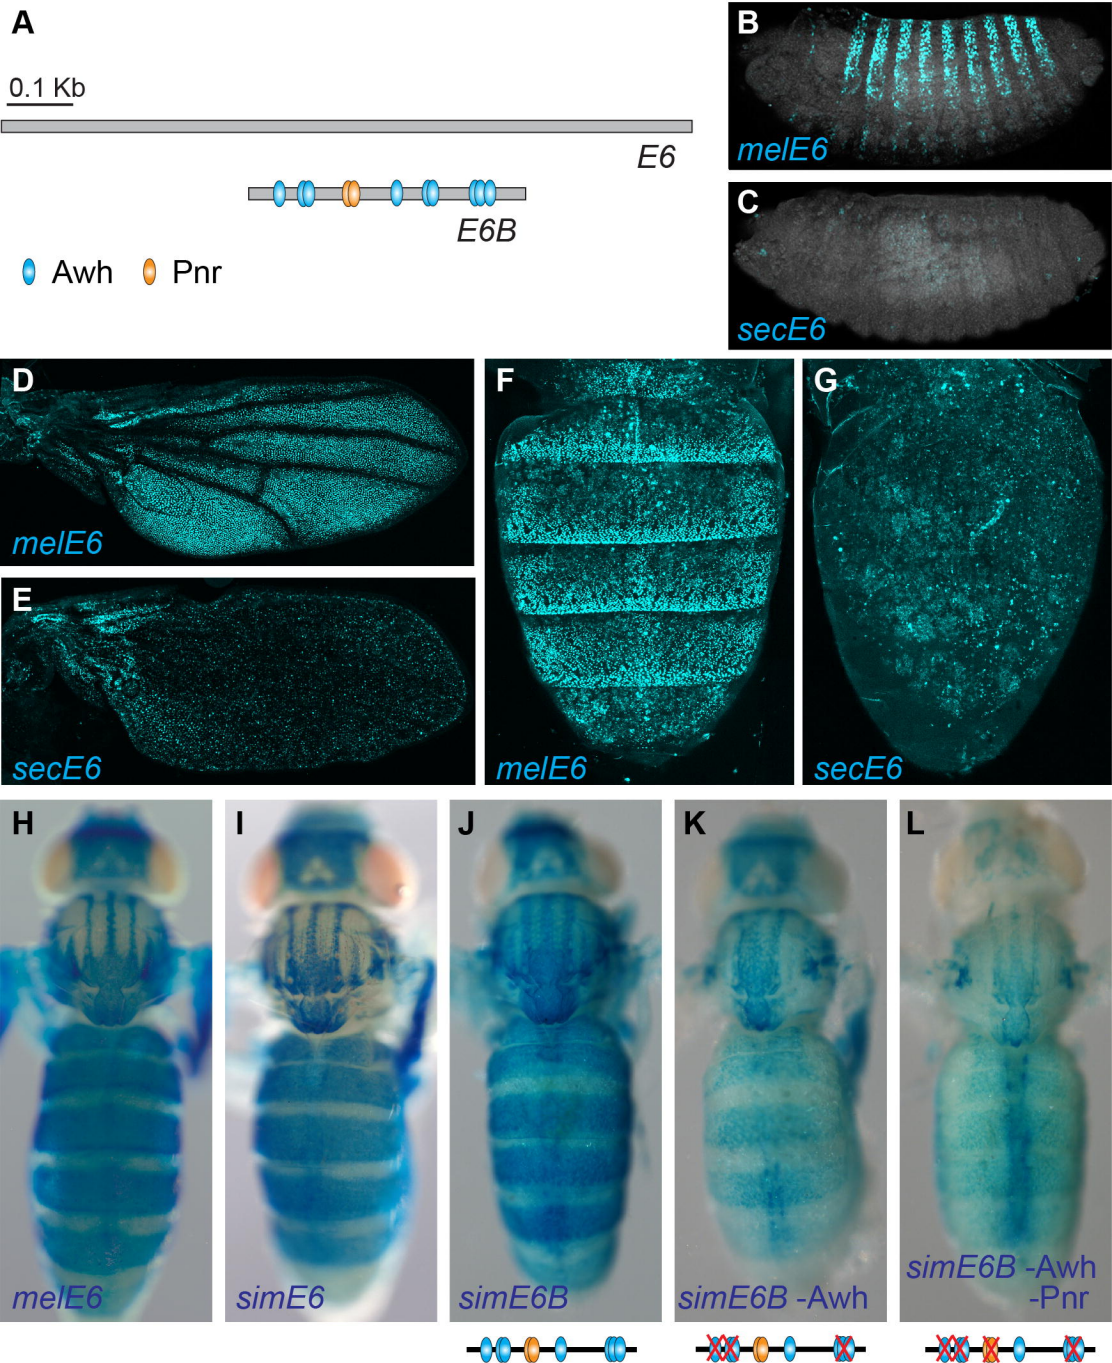 A
0.1 Kb
E6
E6B
Awh
Pnr
B
melE6
C
secE6
D
melE6
E
secE6
F
melE6
G
secE6
H
melE6
I
simE6
J
simE6B
K
simE6B -Awh
L
simE6B -Awh
-Pnr